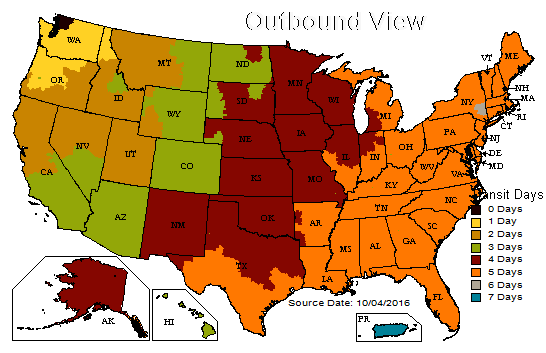 Outbound View
WA
OR
CA
NV
ID
MT
WY
UT
AZ
CO
NM
ND
SD
NE
KS
OK
TX
MN
IA
MO
AR
LA
WI
IL
IN
MI
OH
KY
TN
MS
AL
GA
FL
SC
NC
VA
WV
PA
NY
VT
ME
NH
MA
RI
CT
NJ
DE
MD
AK
HI
PR
nsit Days
0 Days
1 Day
2 Days
3 Days
4 Days
5 Days
6 Days
7 Days
Source Date: 10/04/2016